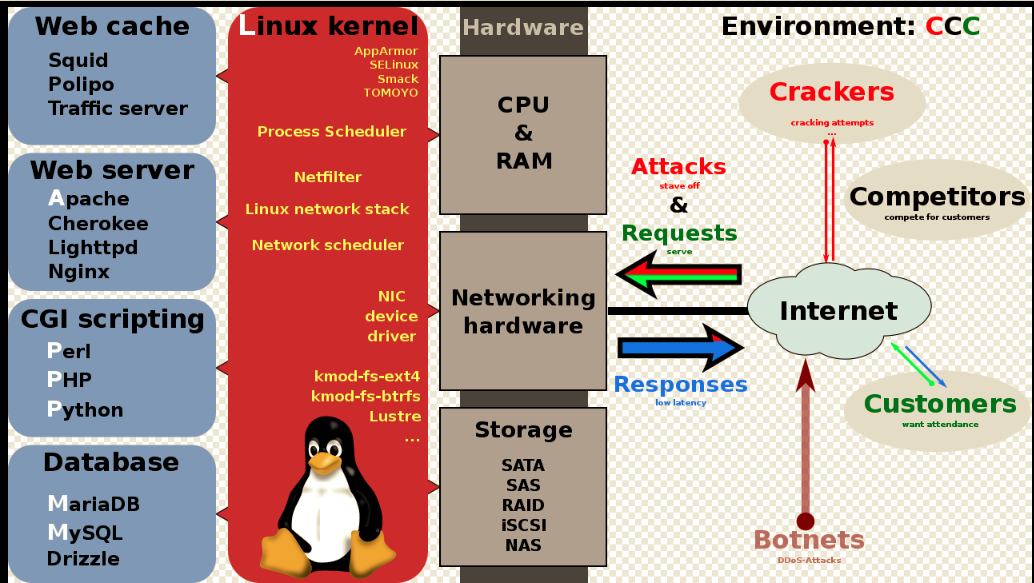 Web cache
Squid
Polipo
Traffic server
Web server
Apache
Cherokee
Lighttpd
Nginx
CGI scripting
Perl
PHP
Python
Database
MariaDB
MySQL
Drizzle
Linux kernel
AppArmor
SELinux
Smack
TOMOYO
Process Scheduler
Netfilter
Linux network stack
Network scheduler
NIC
device
driver
kmod-fs-ext4
kmod-fs-btrfs
Lustre
...
Hardware
CPU
&
RAM
Networking
hardware
Storage
SATA
SAS
RAID
iSCSI
NAS
Environment: CCC
Crackers
cracking attempts
...
Competitors
compete for customers
Attacks
stave off
&
Requests
serve
Internet
Responses
low latency
Customers
want attendance
Botnets
DDoS-Attacks